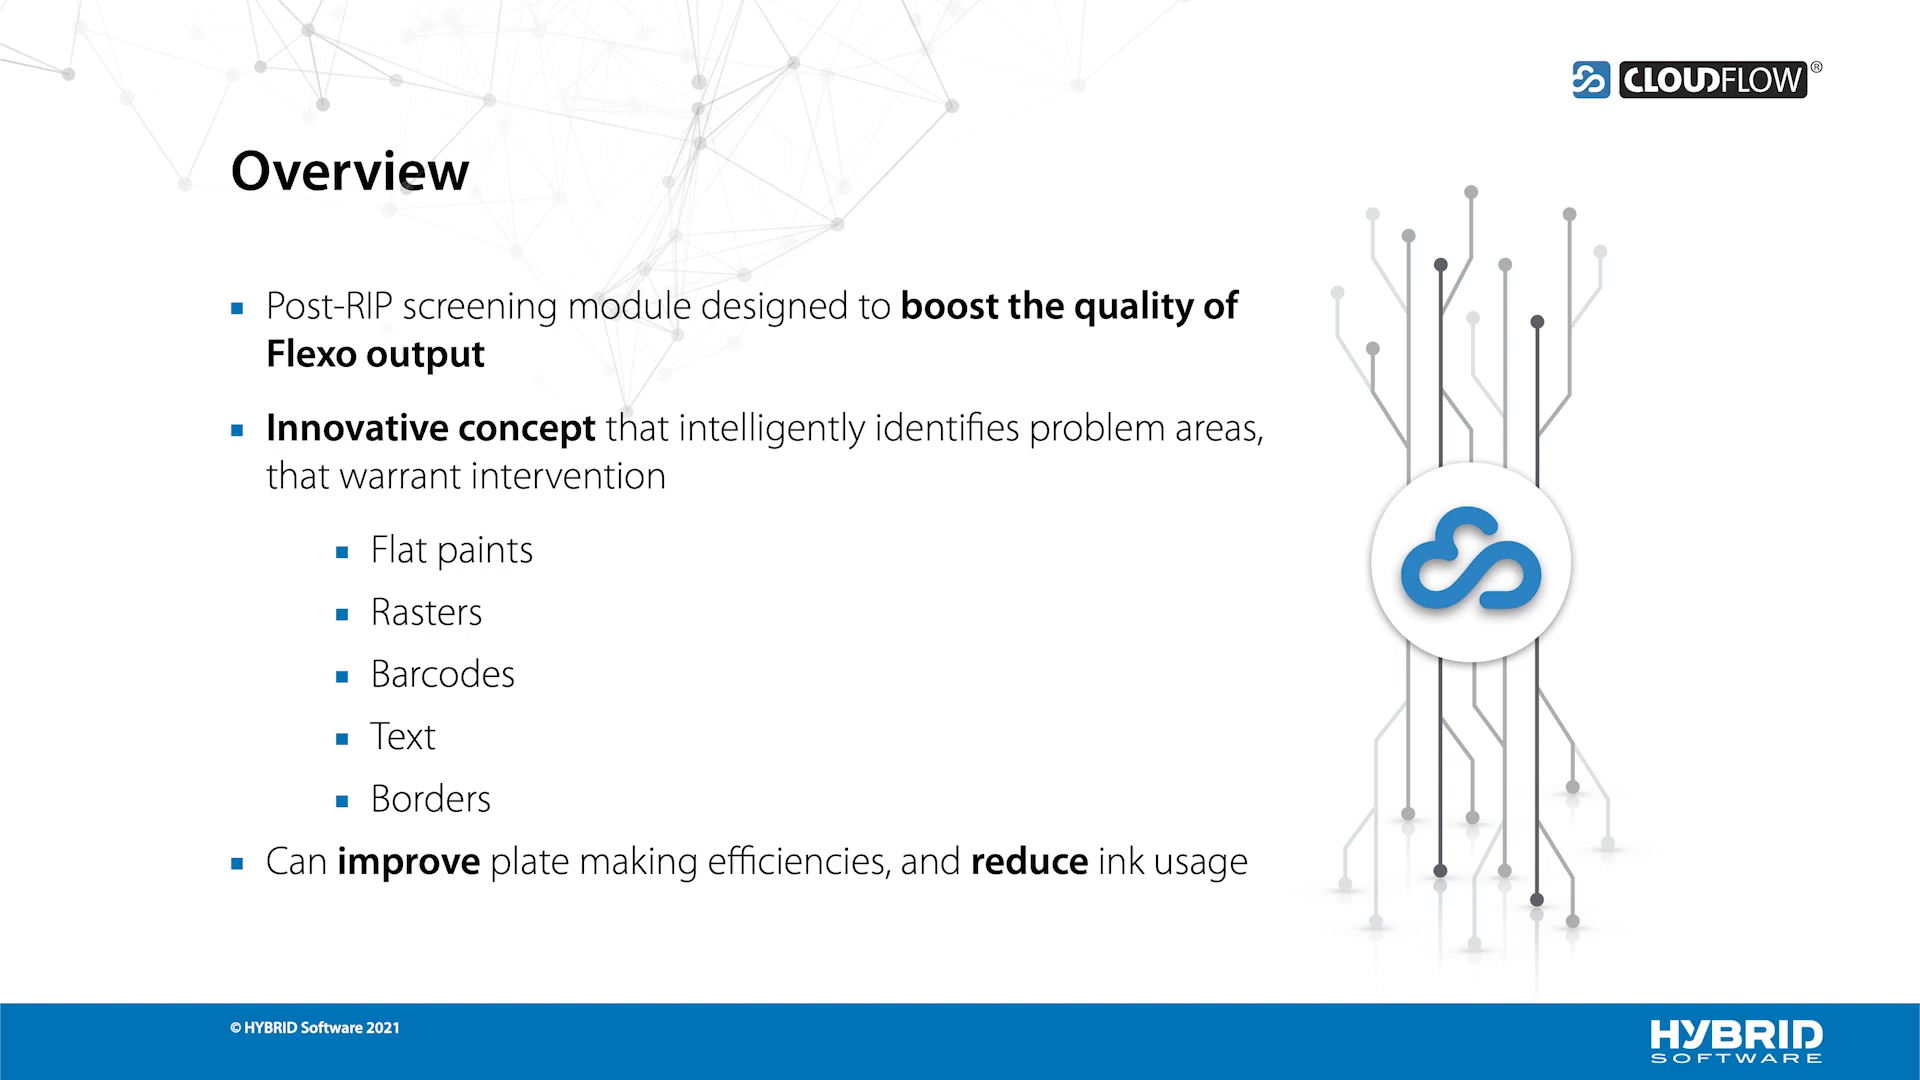 CLOUDFLOW®
Overview
Post-RIP screening module designed to boost the quality of
Flexo output
Innovative concept that intelligently identifies problem areas,
that warrant intervention
Flat paints
Rasters
Barcodes
Text
Borders
Can improve plate making efficiencies, and reduce ink usage
© HYBRID Software 2021
HYBRID
SOFTWARE